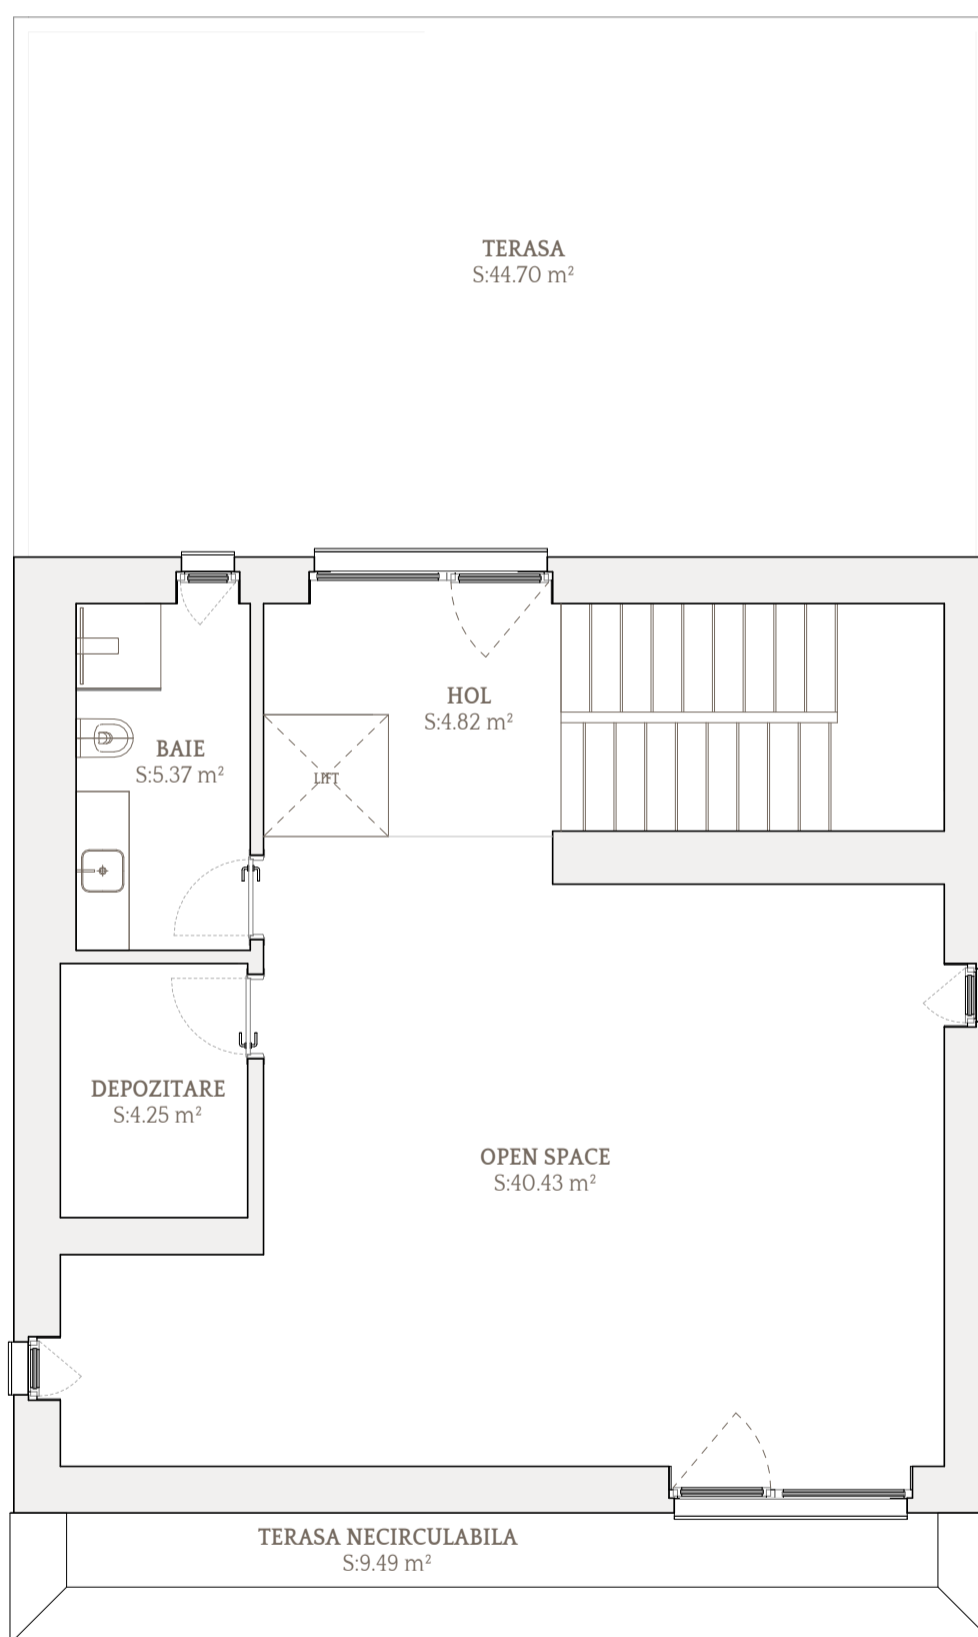 TERASA
S:44.70 m²
HOL
S:4.82 m²
LIFT
BAIE
S:5.37 m²
DEPOZITARE
S:4.25 m²
OPEN SPACE
S:40.43 m²
TERASA NECIRCULABILA
S:9.49 m²